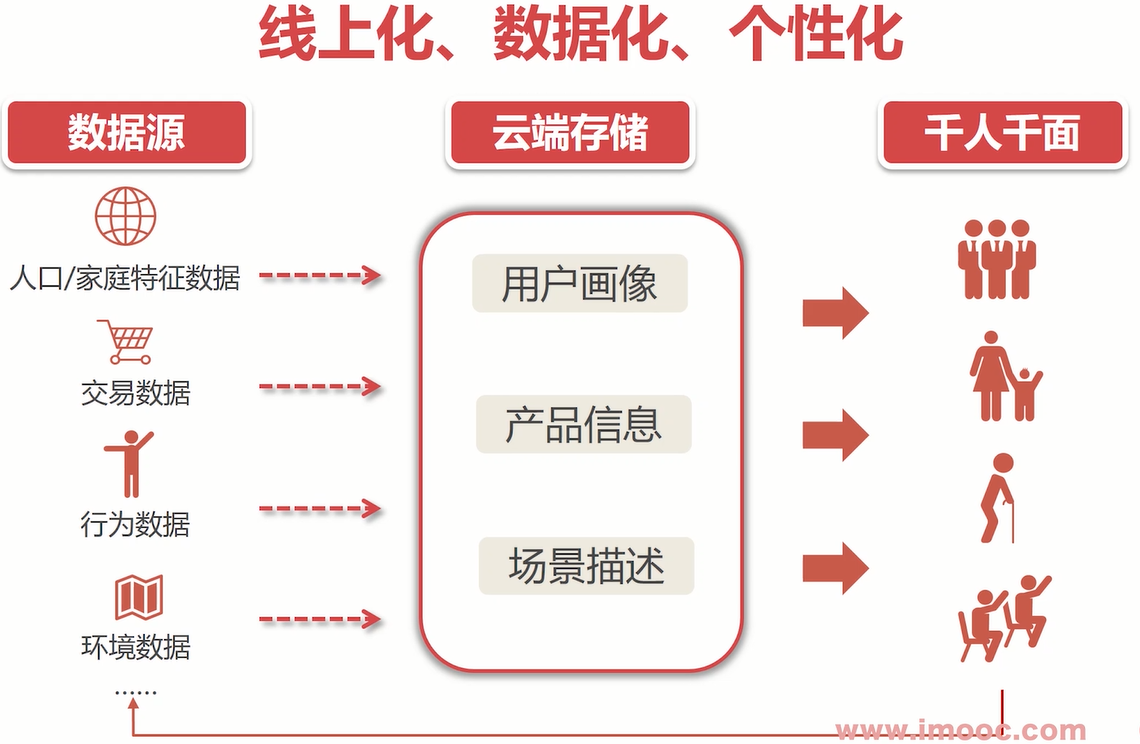 线上化、数据化、个性化
数据源
云端存储
千人千面
人口/家庭特征数据
交易数据
行为数据
环境数据
......
用户画像
产品信息
场景描述
www.imooc.com